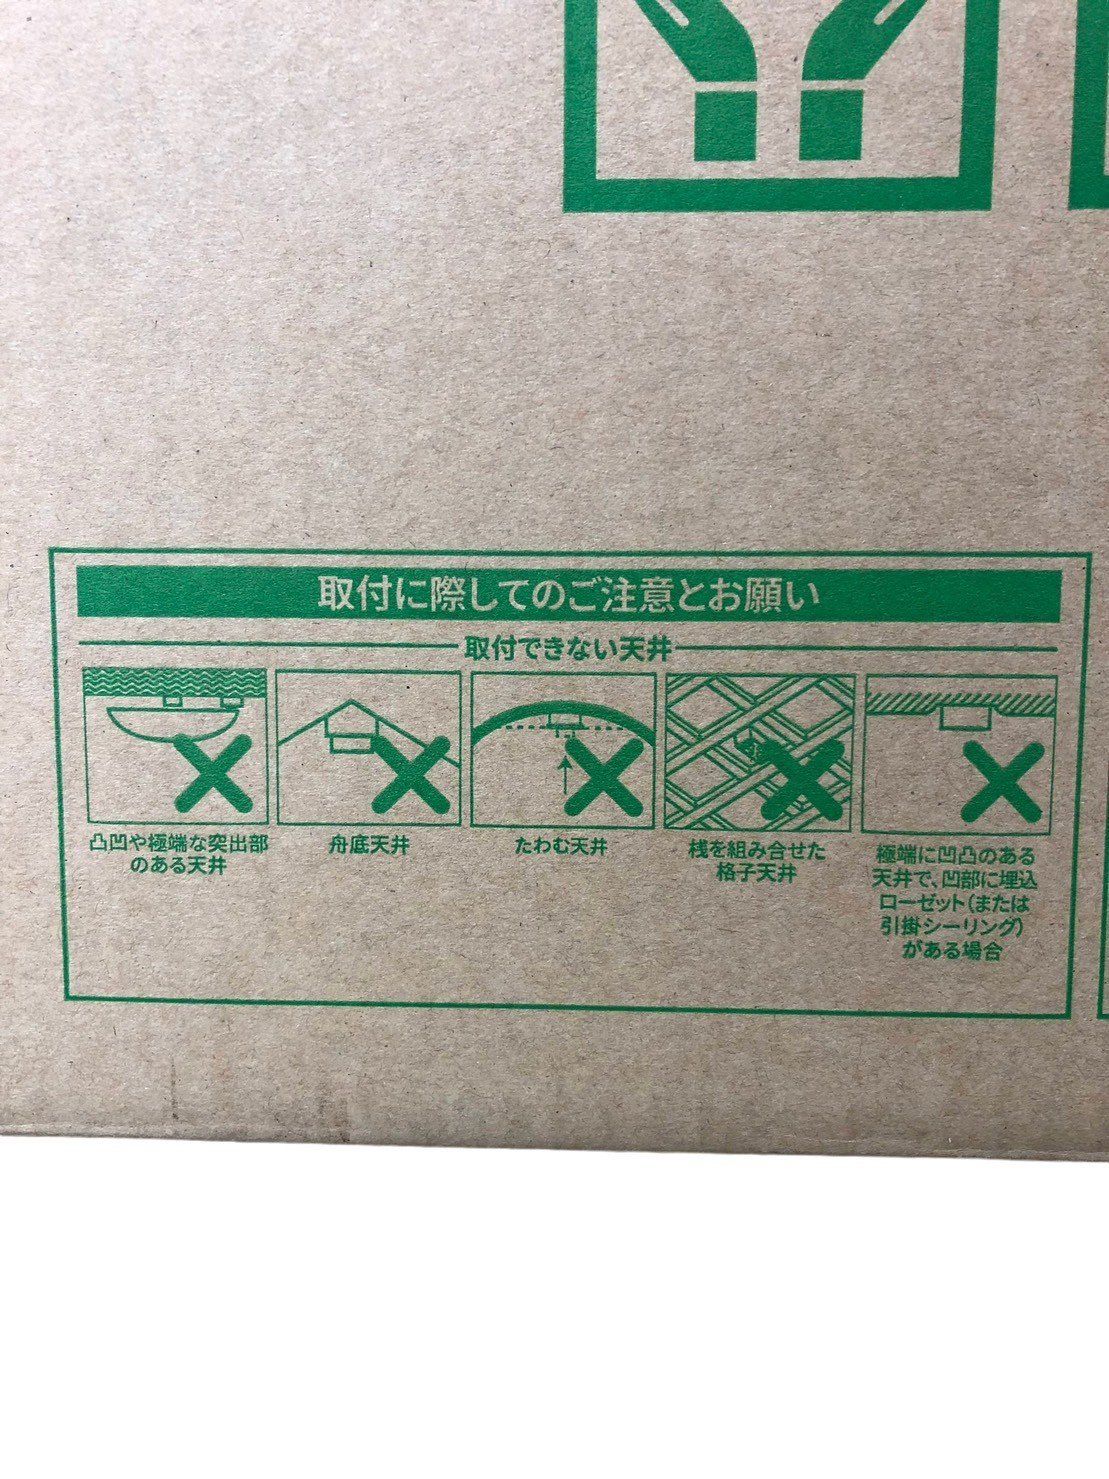 取付に際してのご注意とお願い
取付できない天井
凸凹や極端な突出部
のある天井
舟底天井
たわむ天井
桟を組み合せた
格子天井
極端に凹凸のある
天井で、凹部に埋込
ローゼット(または
引掛シーリング)
がある場合